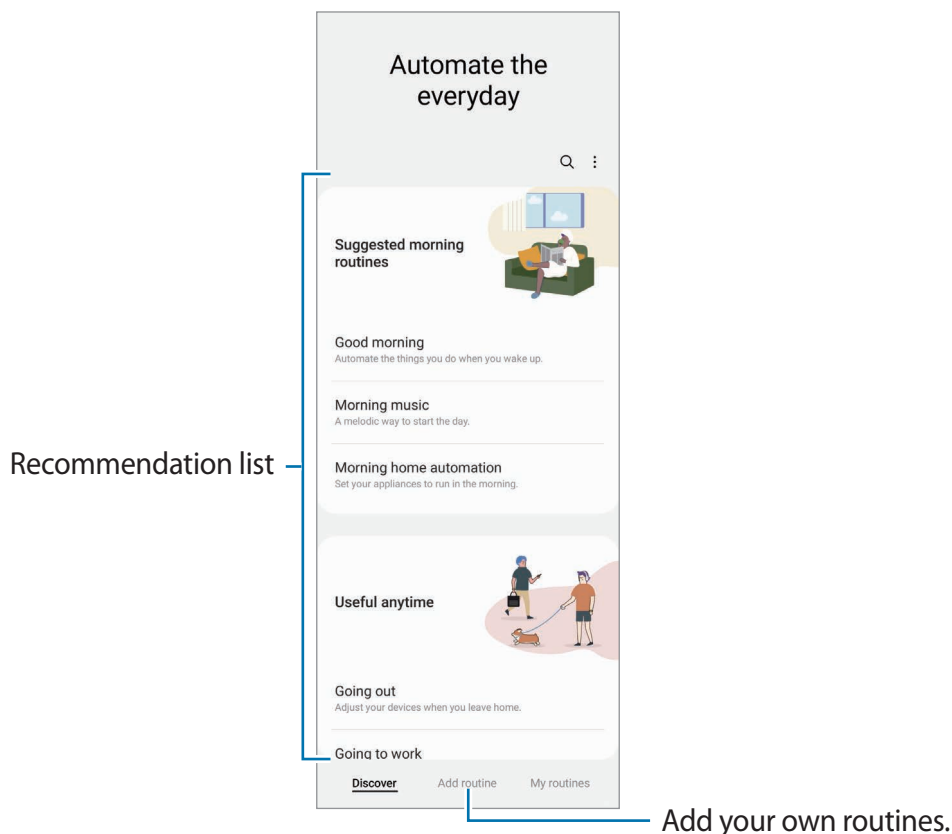 Automate the
everyday
Suggested morning
routines
Good morning
Automate the things you do when you wake up.
Morning music
A melodic way to start the day.
Recommendation list
Morning home automation
Set your appliances to run in the morning.
Useful anytime
Going out
Adjust your devices when you leave home.
Going to work
Discover Add routine My routines
Add your own routines.